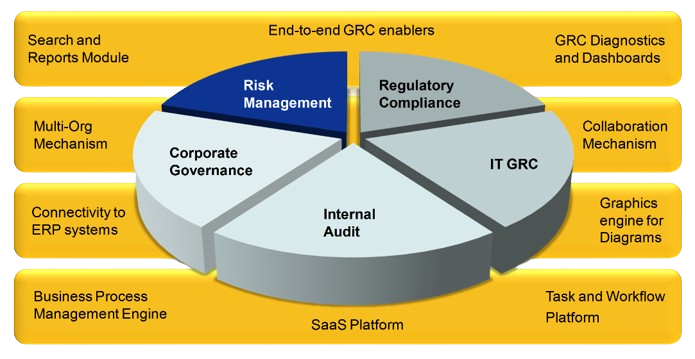 End-to-end GRC enablers
Search and
Reports Module
GRC Diagnostics
and Dashboards
Risk
Management
Regulatory
Compliance
Multi-Org
Mechanism
Collaboration
Mechanism
Corporate
Governance
IT GRC
Connectivity to
ERP systems
Internal
Audit
Graphics
engine for
Diagrams
Business Process
Management Engine
SaaS Platform
Task and Workflow
Platform